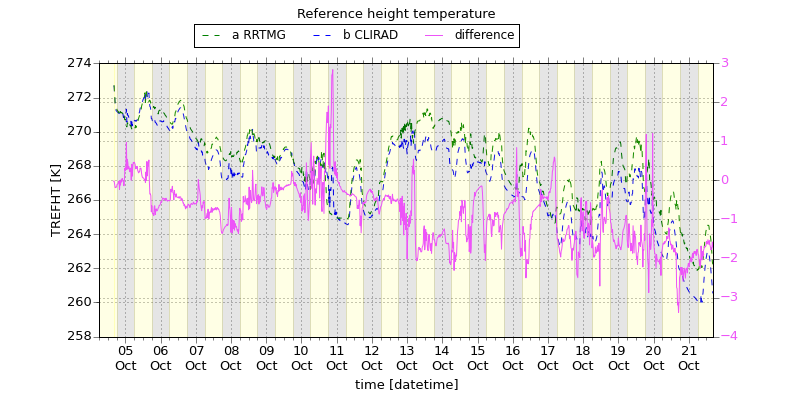 Reference height temperature
a RRTMG b CLIRAD difference
274 3
272 2
270 1
268 0
266 −1
264 −2
262 −3
260 −4
258
TREFHT [K]
05 06 07 08 09 10 11 12 13 14 15 16 17 18 19 20 21
Oct Oct Oct Oct Oct Oct Oct Oct Oct Oct Oct Oct Oct Oct Oct Oct Oct
time [datetime]